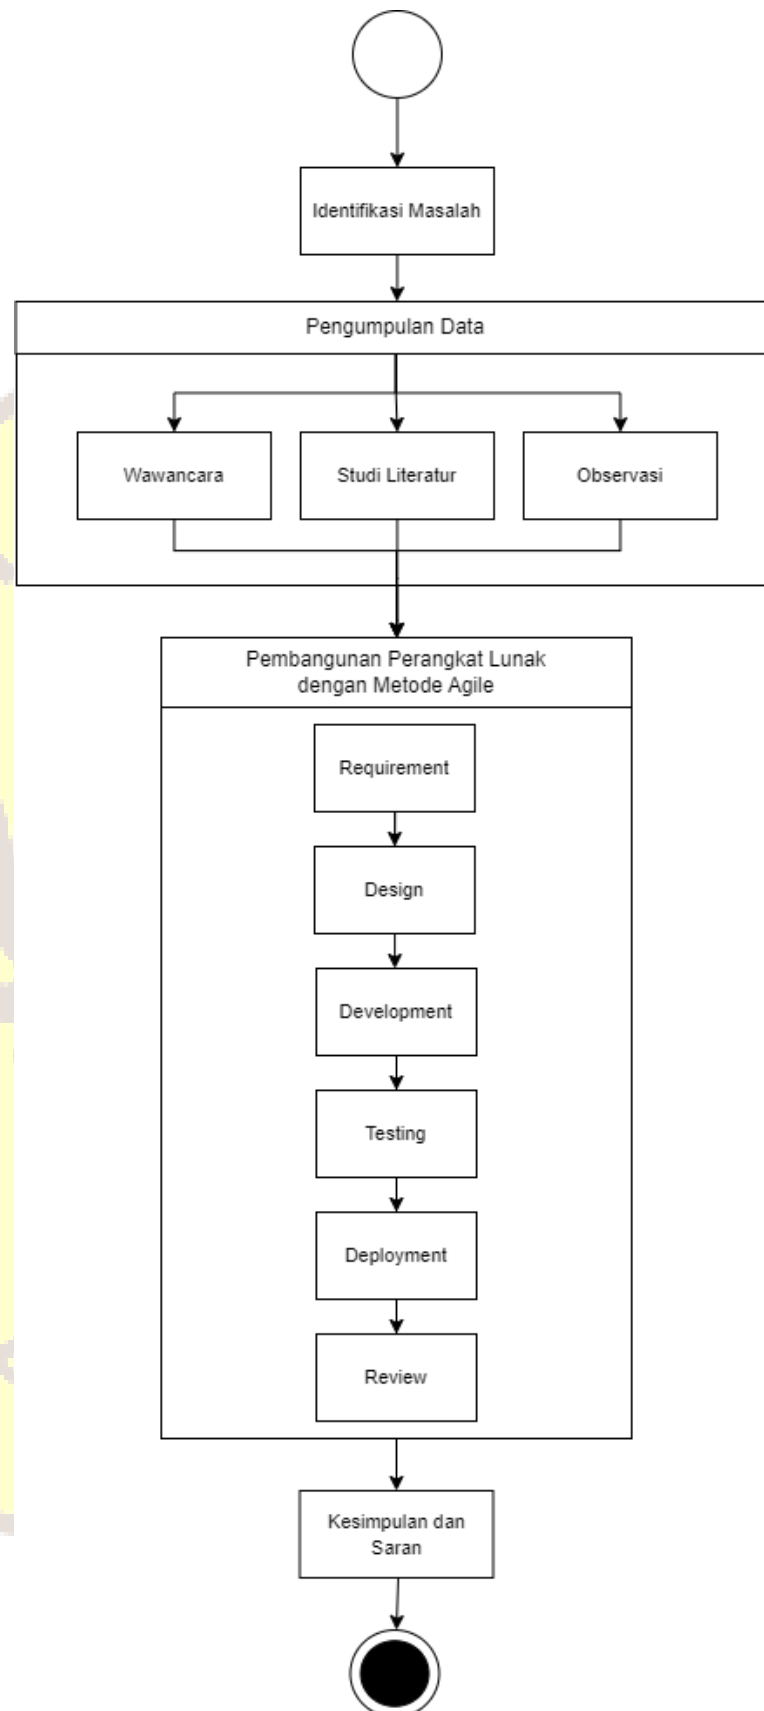 Identifikasi Masalah
Pengumpulan Data
Wawancara
Studi Literatur
Observasi
Pembangunan Perangkat Lunak
dengan Metode Agile
Requirement
Design
Development
Testing
Deployment
Review
Kesimpulan dan
Saran